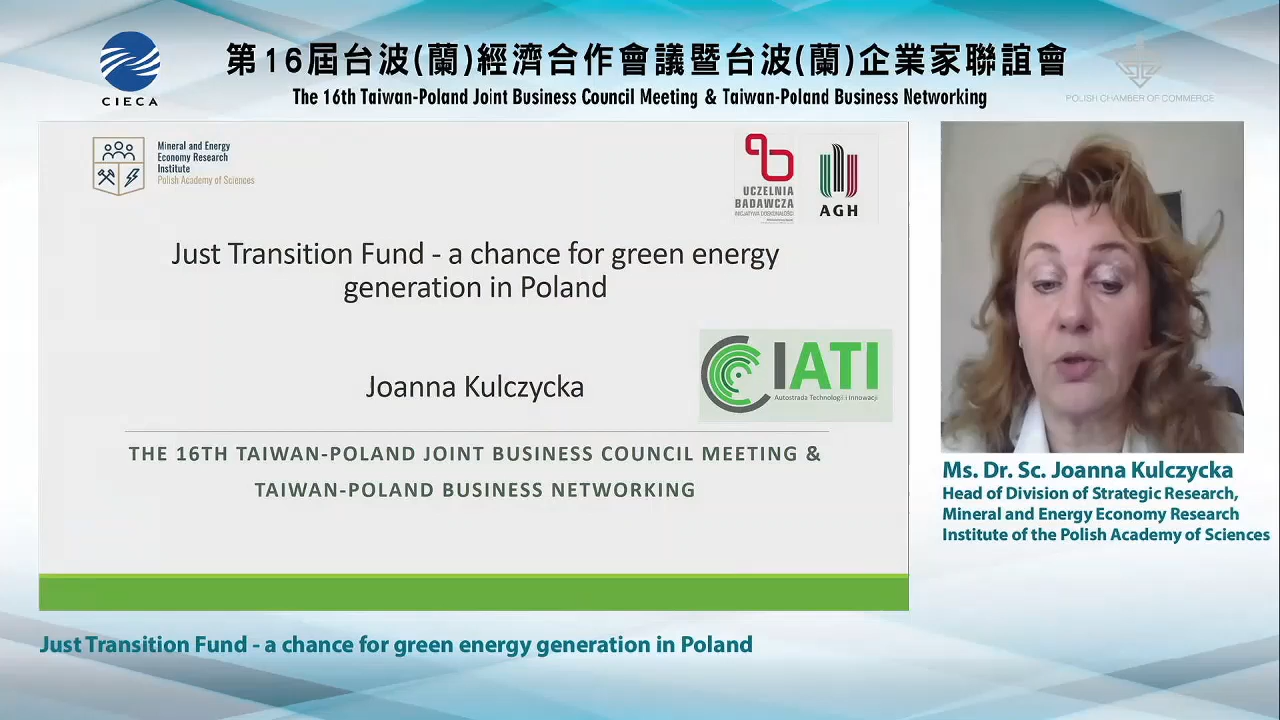 第16屆台波(蘭)經濟合作會議暨台波(蘭)企業家聯誼會
The 16th Taiwan-Poland Joint Business Council Meeting & Taiwan-Poland Business Networking
CIECA
POLISH CHAMBER OF COMMERCE
Mineral and Energy
Economy Research
Institute
Polish Academy of Sciences
UCZELNIA
BADAWCZA
INICJATYWA DOSKONAŁOŚCI
AGH
Just Transition Fund - a chance for green energy
generation in Poland
Joanna Kulczycka
IATI
Autostrada Technologii i Innowacji
THE 16TH TAIWAN-POLAND JOINT BUSINESS COUNCIL MEETING &
TAIWAN-POLAND BUSINESS NETWORKING
Ms. Dr. Sc. Joanna Kulczycka
Head of Division of Strategic Research,
Mineral and Energy Economy Research
Institute of the Polish Academy of Sciences
Just Transition Fund - a chance for green energy generation in Poland